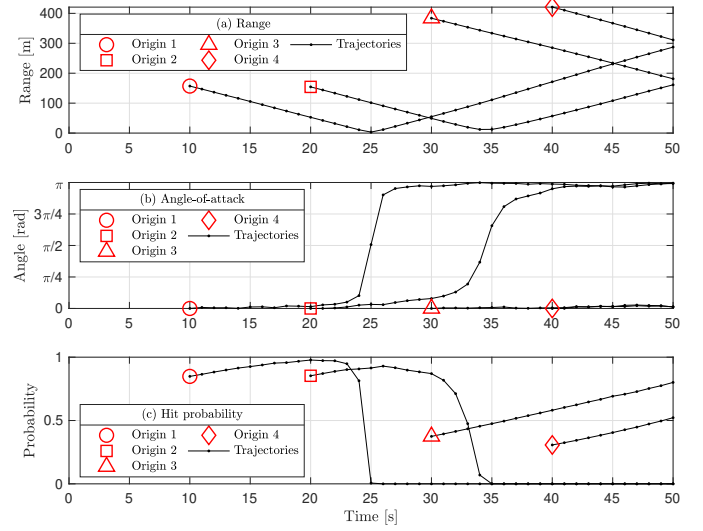 400
300
200
100
0
Range [m]
(a) Range
Origin 1
Origin 3
Trajectories
Origin 2
Origin 4
0 5 10 15 20 25 30 35 40 45 50
π
3π/4
π/2
π/4
0
Angle [rad]
(b) Angle-of-attack
Origin 1
Origin 4
Origin 2
Trajectories
Origin 3
0 5 10 15 20 25 30 35 40 45 50
1
0.5
0
Probability
(c) Hit probability
Origin 1
Origin 4
Origin 2
Trajectories
Origin 3
0 5 10 15 20 25 30 35 40 45 50
Time [s]